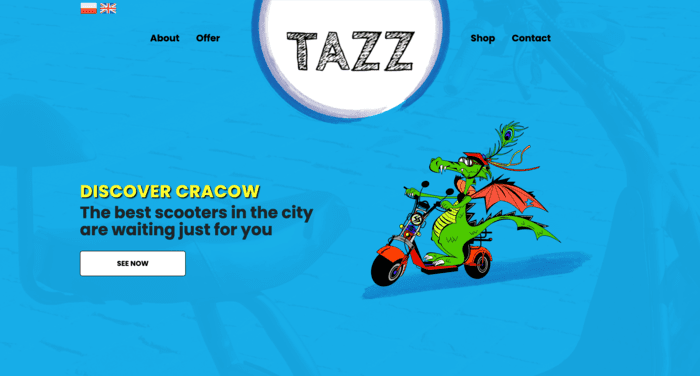 About
Offer
TAZZ
Shop
Contact
DISCOVER CRACOW
The best scooters in the city
are waiting just for you
SEE NOW